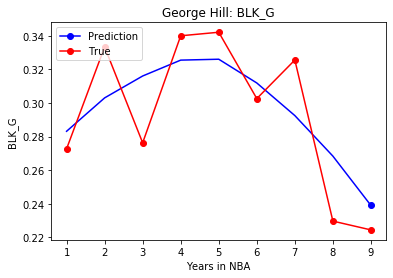 George Hill: BLK_G
Prediction
True
BLK_G
0.34
0.32
0.30
0.28
0.26
0.24
0.22
1 2 3 4 5 6 7 8 9
Years in NBA